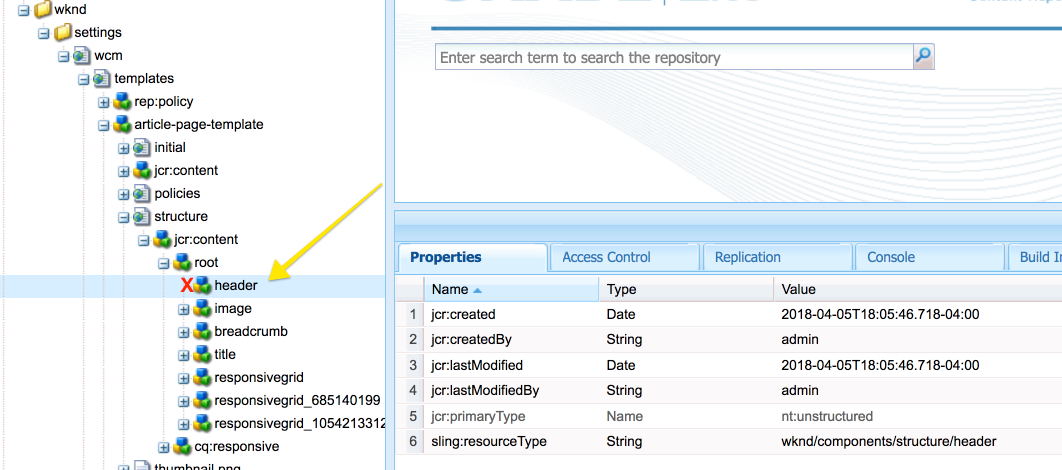 wknd
settings
wcm
templates
rep:policy
article-page-template
initial
jcr:content
policies
structure
jcr:content
root
X header
image
breadcrumb
title
responsivegrid
responsivegrid_685140199
responsivegrid_1054213312
cq:responsive
thumbnail.png
Enter search term to search the repository
Properties Access Control Replication Console Build
Name Type Value
1 jcr:created Date 2018-04-05T18:05:46.718-04:00
2 jcr:createdBy String admin
3 jcr:lastModified Date 2018-04-05T18:05:46.718-04:00
4 jcr:lastModifiedBy String admin
5 jcr:primaryType Name nt:unstructured
6 sling:resourceType String wknd/components/structure/header